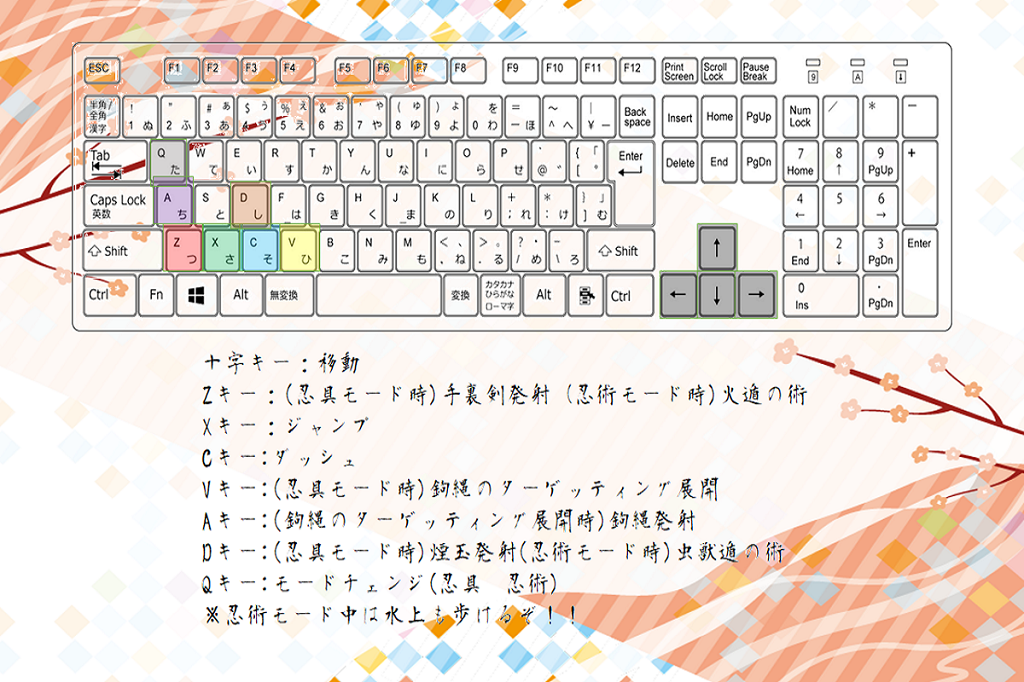 ESC F1 F2 F3 F4 F5 F6 F7 F8 F9 F10 F11 F12 Print Screen Scroll Lock Pause Break 9 A
半角/全角 漢字 ! 1 ぬ " 2 ふ # ぁ 3 あ $ ぅ 4 う % ぇ 5 え & ぉ 6 お ' ゃ 7 や ( ゅ 8 ゆ ) ょ 9 よ を 0 わ = - ほ ~ ^ へ | ¥ ー Back space Insert Home PgUp Num Lock / * -
Tab Q た W て E い R す T か Y ん U な I に O ら P せ ` @ ゛ { 「 [ ゜ Enter Delete End PgDn 7 Home 8 ↑ 9 PgUp +
Caps Lock 英数 A ち S と D し F は G き H く J ま K の L り + ; れ * : け } 」 ] む 4 ← 5 6 →
Shift Z つ X さ C そ V ひ B こ N み M も < 、 , ね > 。 . る ? ・ / め _ \ ろ Shift ↑ 1 End 2 ↓ 3 PgDn Enter
Ctrl Fn Alt 無変換 変換 カタカナ ひらがな ローマ字 Alt Ctrl ← ↓ → 0 Ins . PgDn
十字キー：移動
Zキー：(忍具モード時)手裏剣発射 (忍術モード時)火遁の術
Xキー：ジャンプ
Cキー:ダッシュ
Vキー:(忍具モード時)鉤縄のターゲッティング展開
Aキー:(鉤縄のターゲッティング展開時)鉤縄発射
Dキー:(忍具モード時)煙玉発射(忍術モード時)虫獣遁の術
Qキー:モードチェンジ(忍具　忍術)
※忍術モード中は水上も歩けるぞ！！